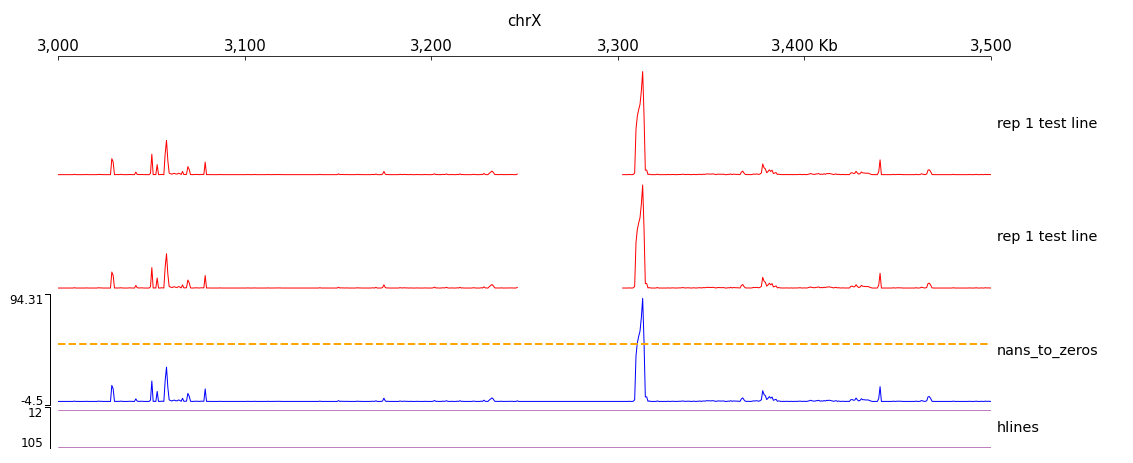 chrX
3,000 3,100 3,200 3,300 3,400 Kb 3,500
rep 1 test line
rep 1 test line
94.31
nans_to_zeros
-4.5
12
hlines
105